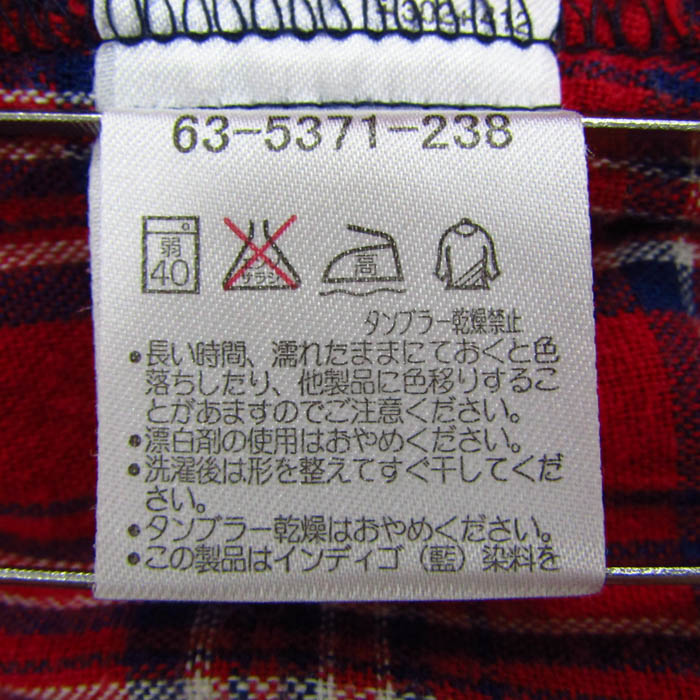 63-5371-238
弱
40
サラシ
高
タンブラー乾燥禁止
●長い時間、濡れたままにておくと色
落ちしたり、他製品に色移りするこ
とがあますのでご注意ください。
●漂白剤の使用はおやめください。
●洗濯後は形を整えてすぐ干してくだ
さい。
●タンブラー乾燥はおやめください。
●この製品はインディゴ（藍）染料を